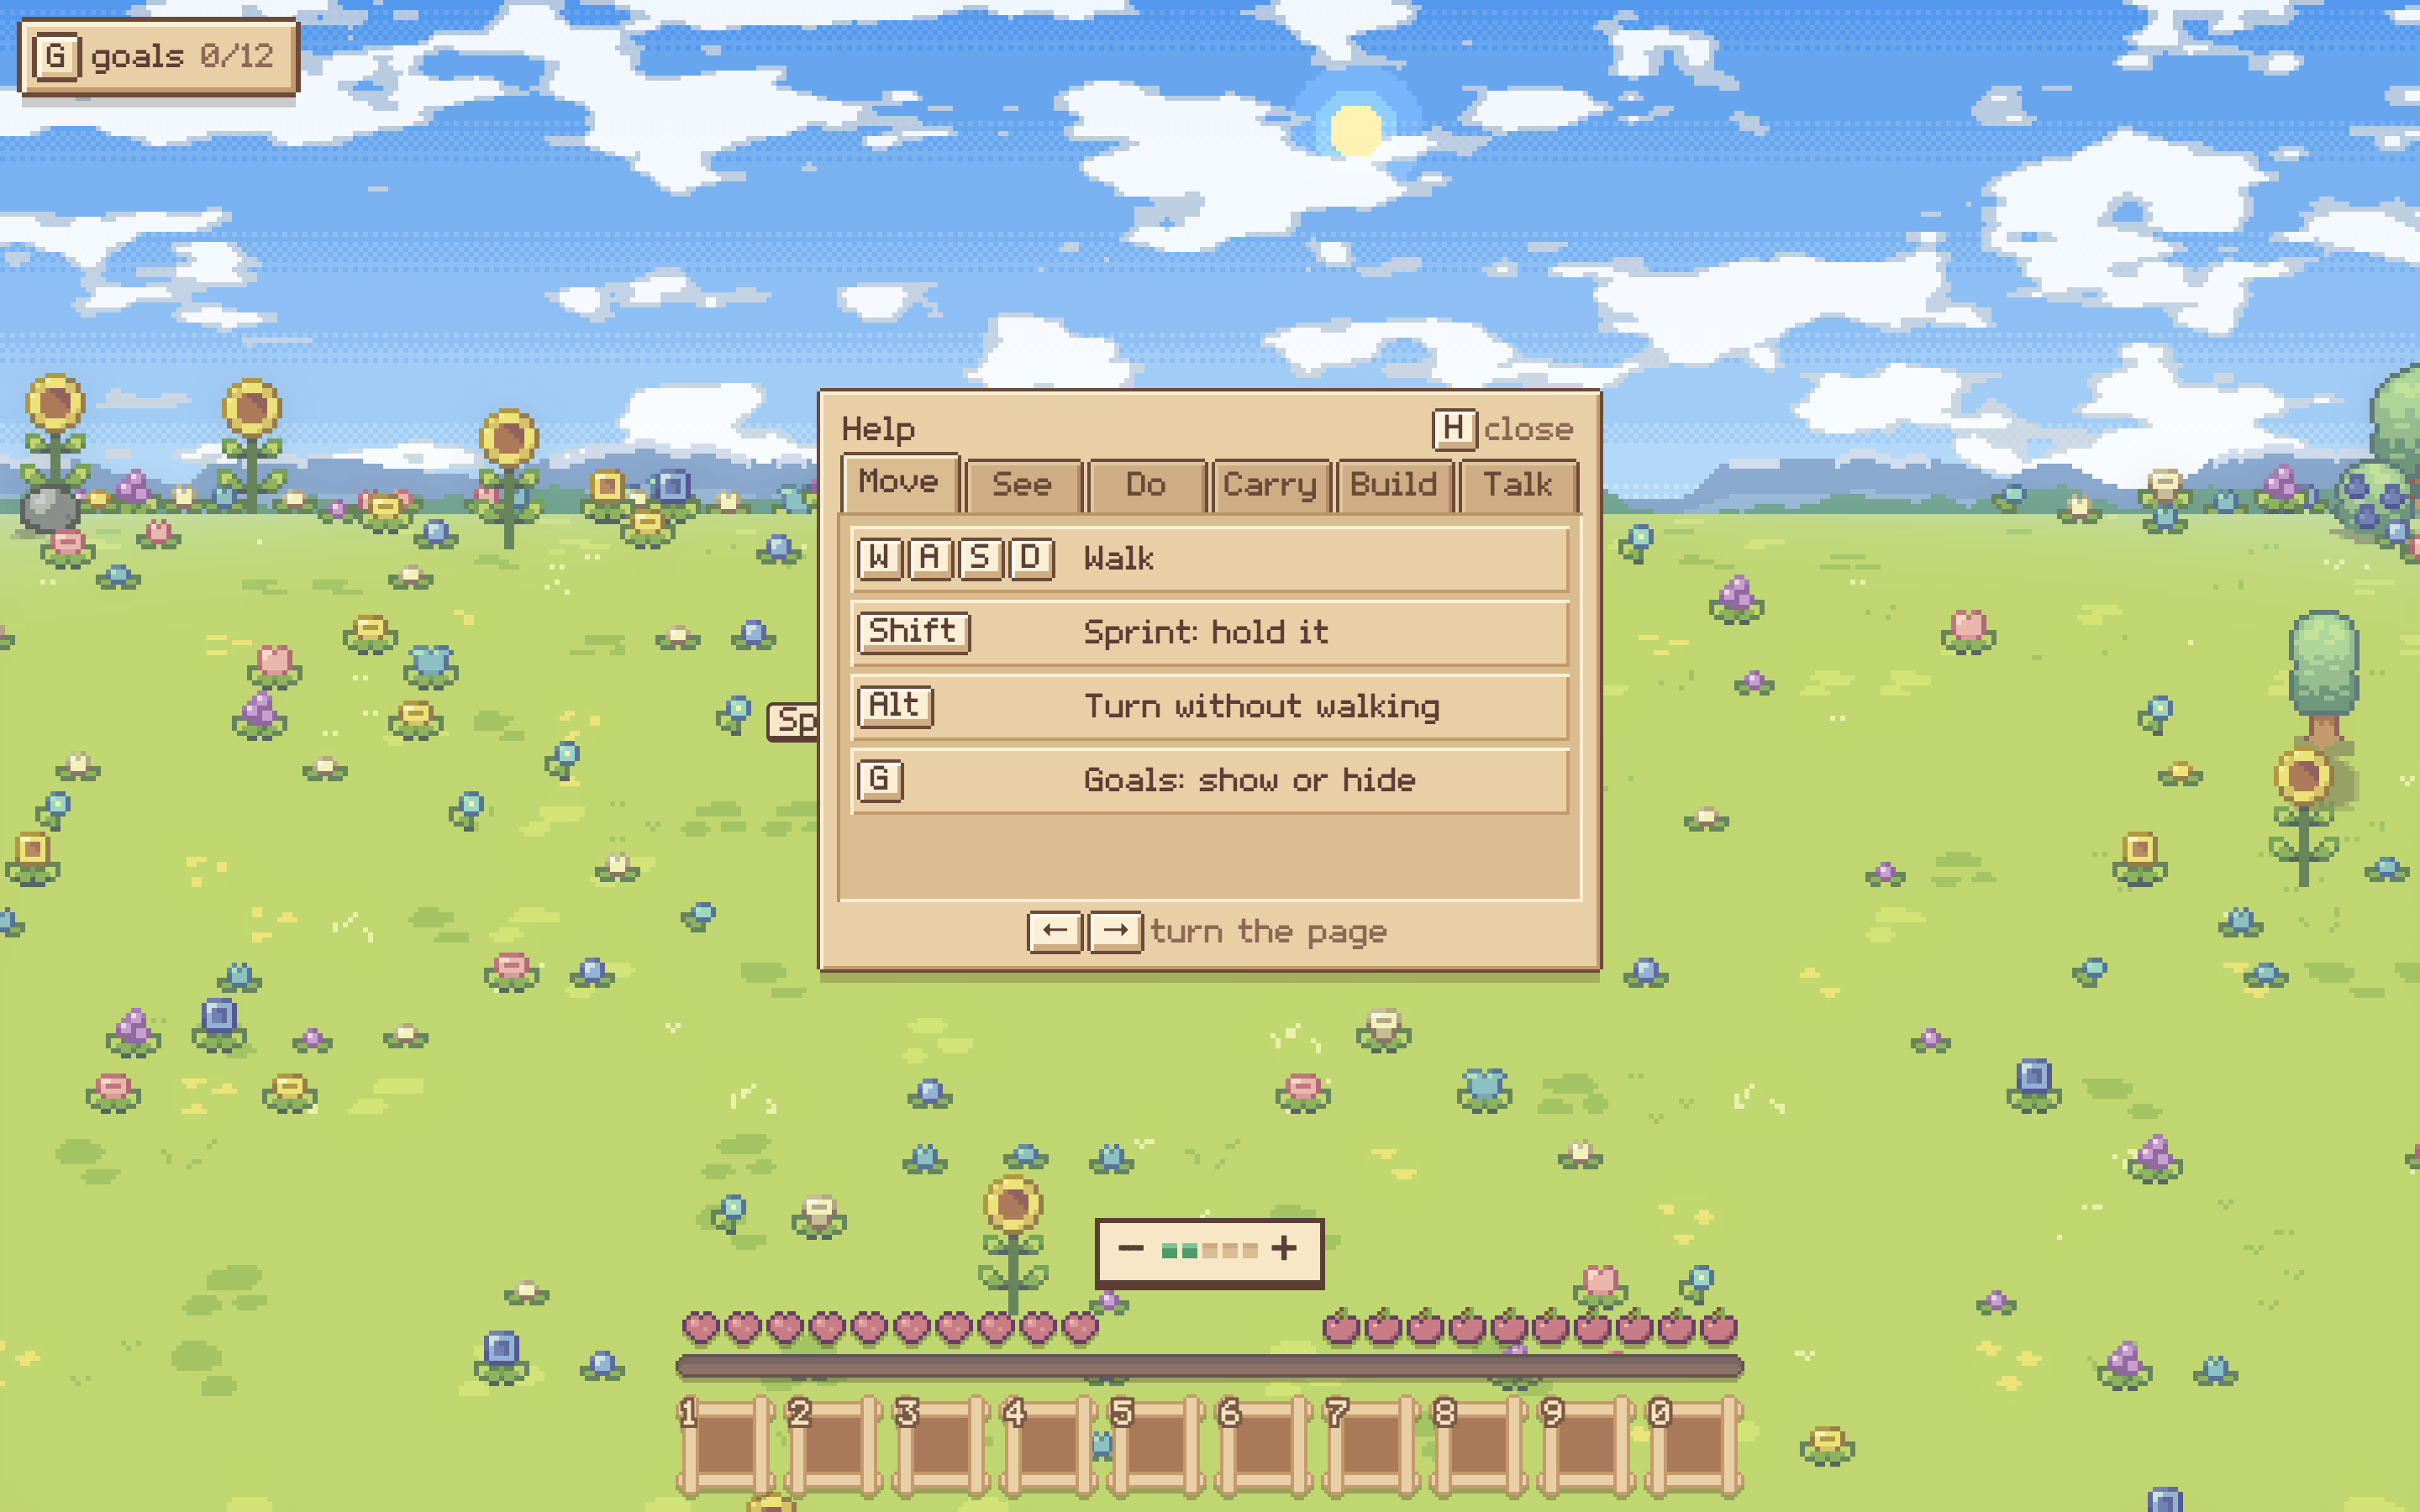 G goals 0/12
Help
H close
Move See Do Carry Build Talk
W A S D Walk
Shift Sprint: hold it
Alt Turn without walking
Sp
G Goals: show or hide
← → turn the page
− +
1 2 3 4 5 6 7 8 9 0